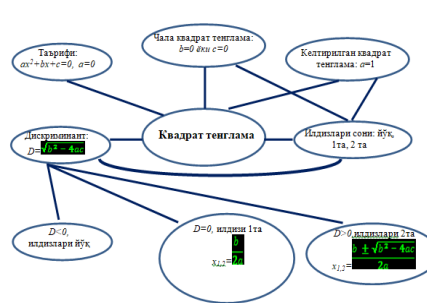 Таърифи:
ax²+bx+c=0, a=0
Чала квадрат тенглама:
b=0 ёки c=0
Келтирилган квадрат
тенглама: a=1
Дискриминант:
D=√b² − 4ac
Квадрат тенглама
Илдизлари сони: йўқ,
1та, 2 та
D<0,
илдизлари йўқ
D=0, илдизи 1та
x1,2=b/2a
D>0,илдизлари 2та
x1,2=b ± √b² − 4ac/2a